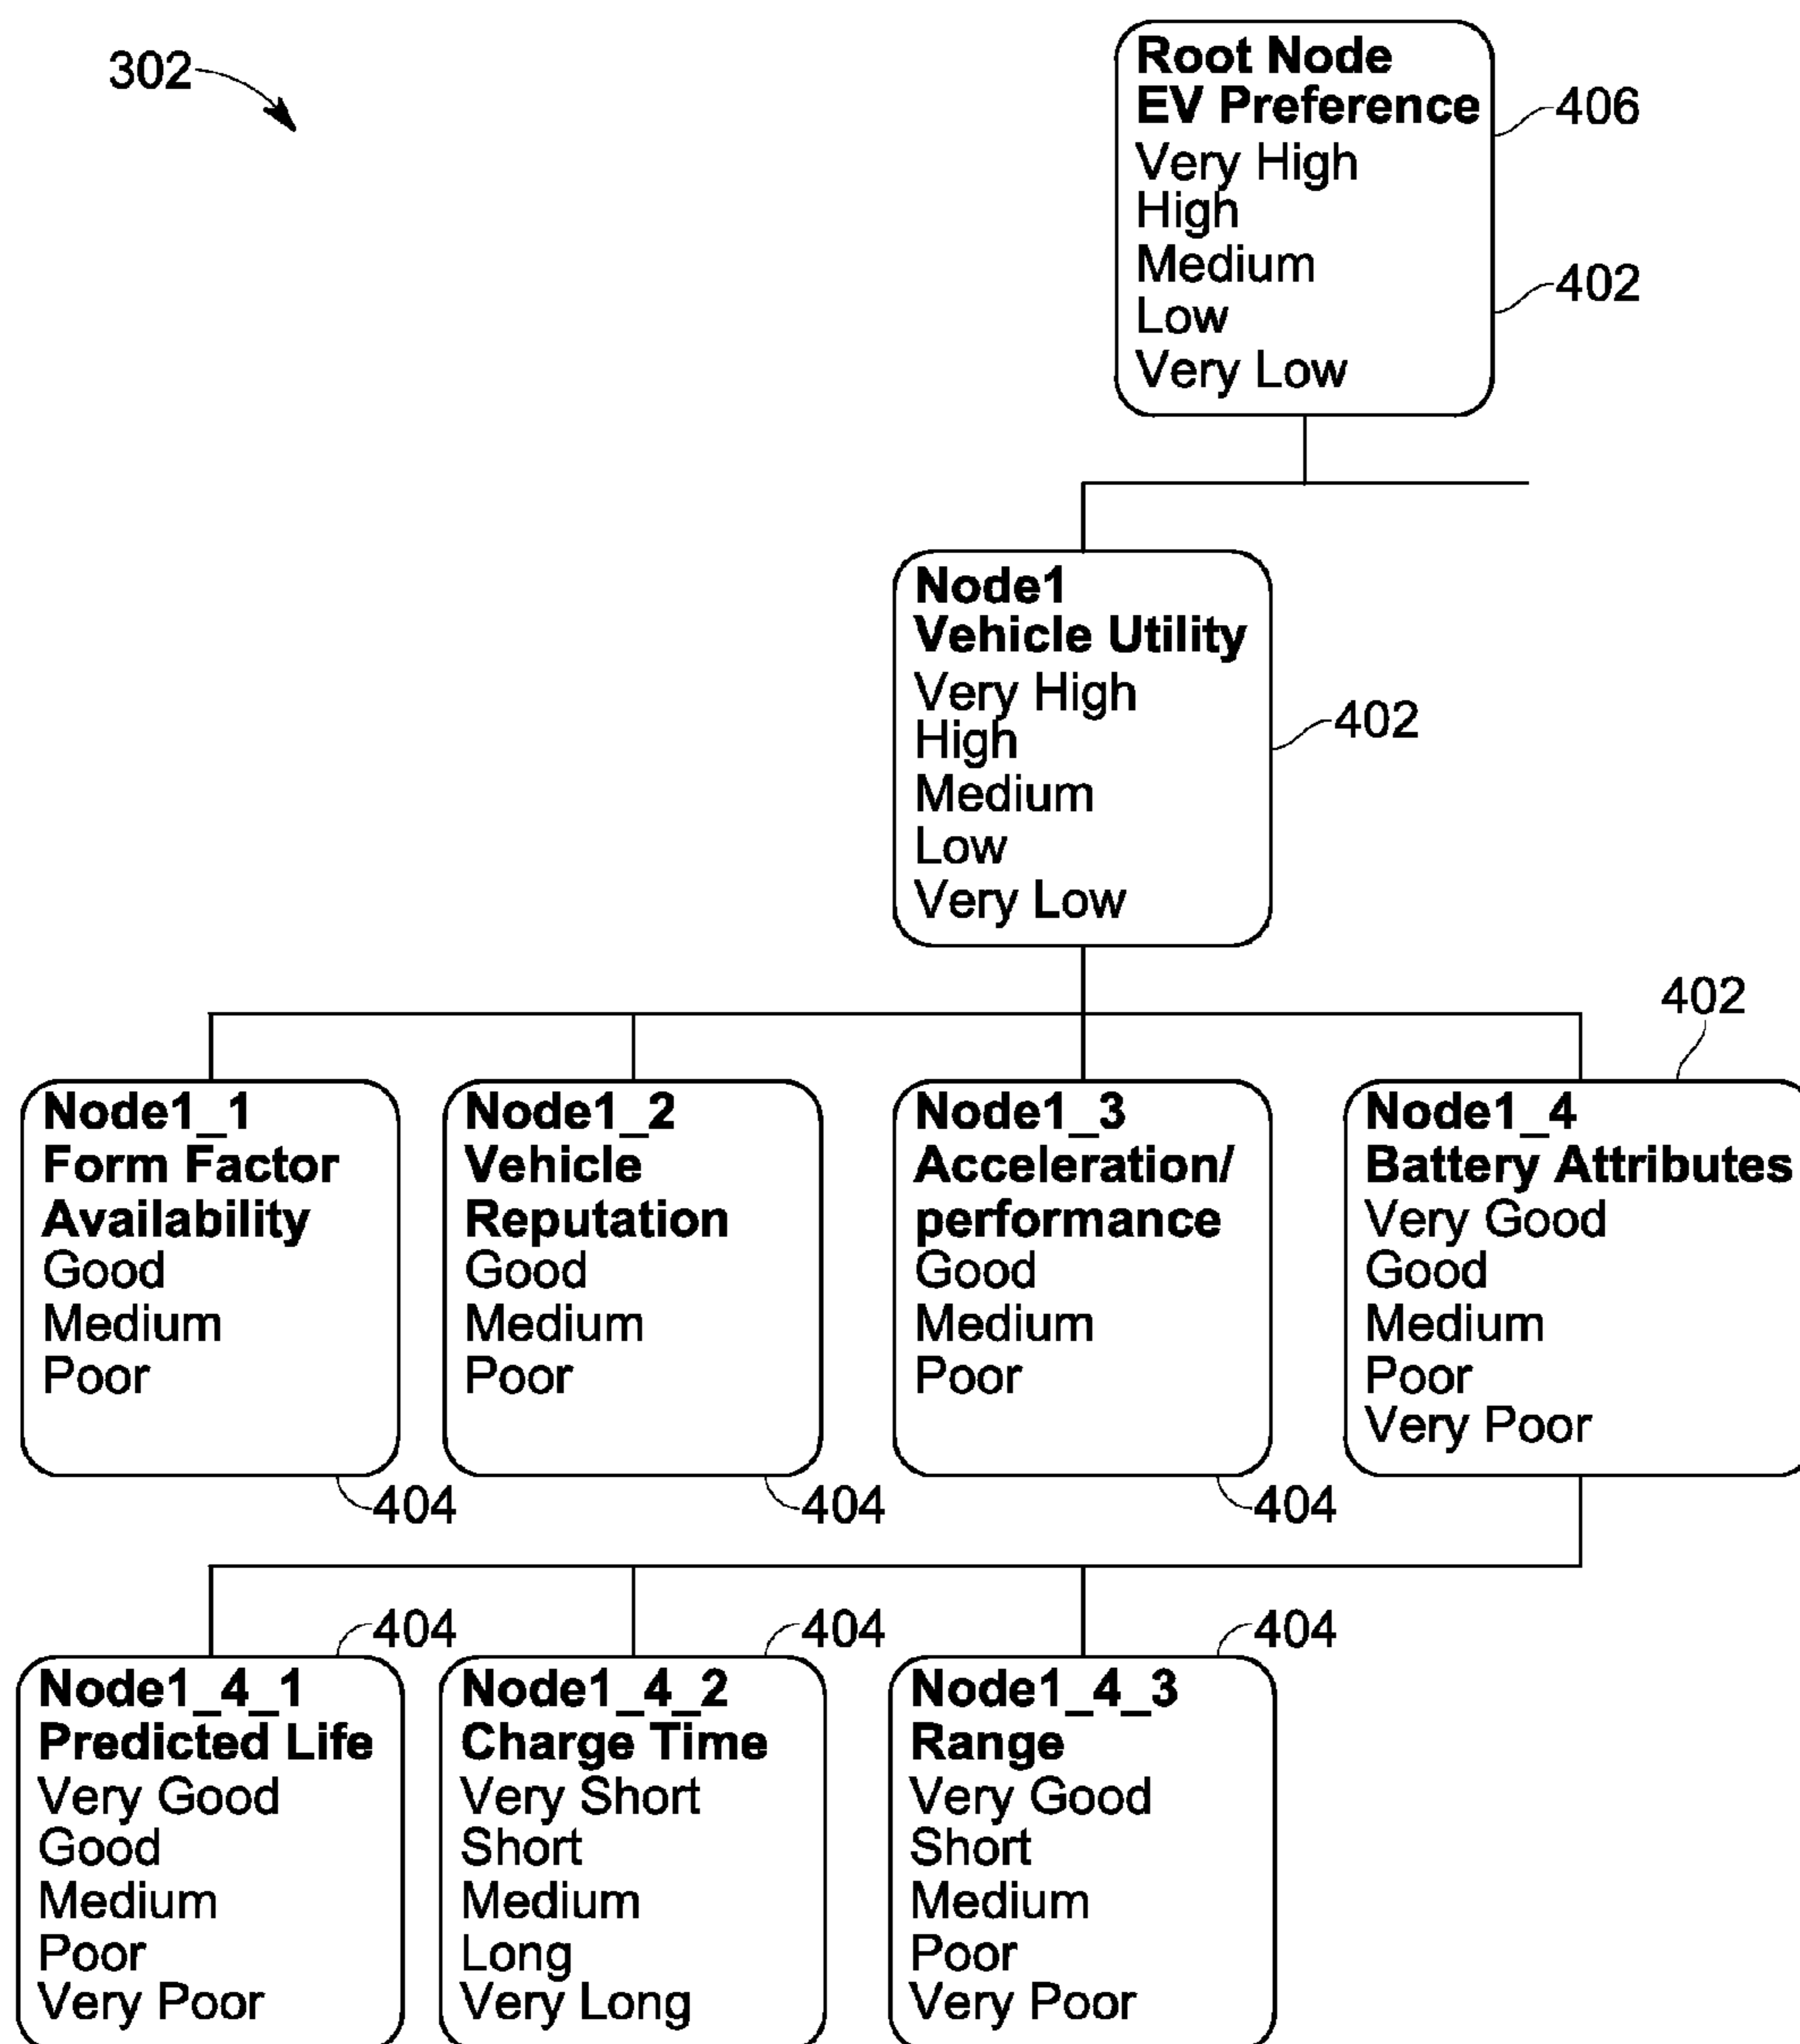 302
Root Node
EV Preference
Very High
High
Medium
Low
Very Low
406
402
Node1
Vehicle Utility
Very High
High
Medium
Low
Very Low
402
402
Node1_1
Form Factor
Availability
Good
Medium
Poor
404
Node1_2
Vehicle
Reputation
Good
Medium
Poor
404
Node1_3
Acceleration/
performance
Good
Medium
Poor
404
Node1_4
Battery Attributes
Very Good
Good
Medium
Poor
Very Poor
404
Node1_4_1
Predicted Life
Very Good
Good
Medium
Poor
Very Poor
404
Node1_4_2
Charge Time
Very Short
Short
Medium
Long
Very Long
404
Node1_4_3
Range
Very Good
Short
Medium
Poor
Very Poor